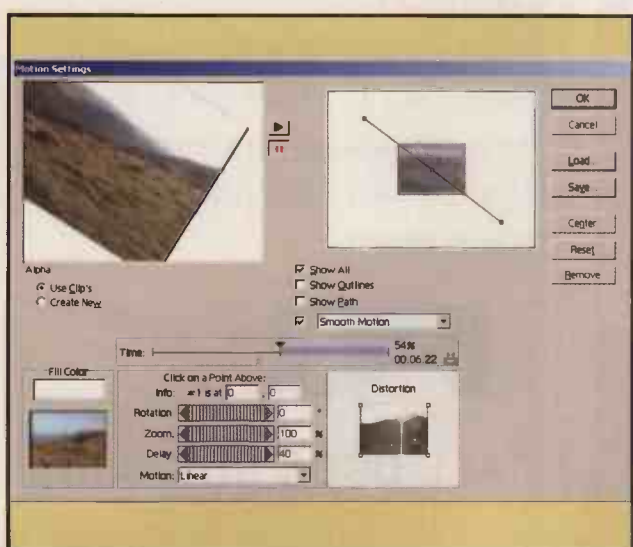 Motion Settings
OK
Cancel
Load...
Save...
Center
Reset
Remove
Alpha
Use Clip's
Create New
Show All
Show Outlines
Show Path
Smooth Motion
Time:
54%
00.06.22
Fill Color
Click on a Point Above:
Info: #1 is at 0 , 0
Rotation 0 °
Zoom. 100 %
Delay 40 %
Motion: Linear
Distortion